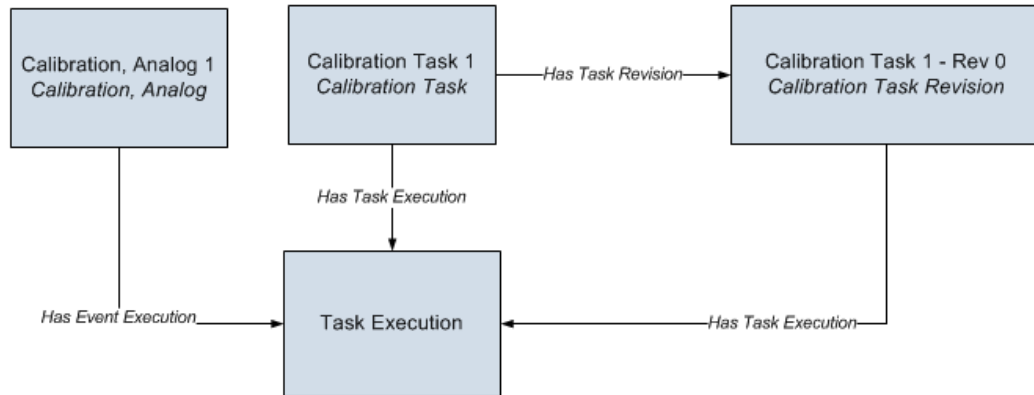 Calibration, Analog 1
Calibration, Analog
Calibration Task 1
Calibration Task
Has Task Revision
Calibration Task 1 - Rev 0
Calibration Task Revision
Has Task Execution
Has Event Execution
Task Execution
Has Task Execution